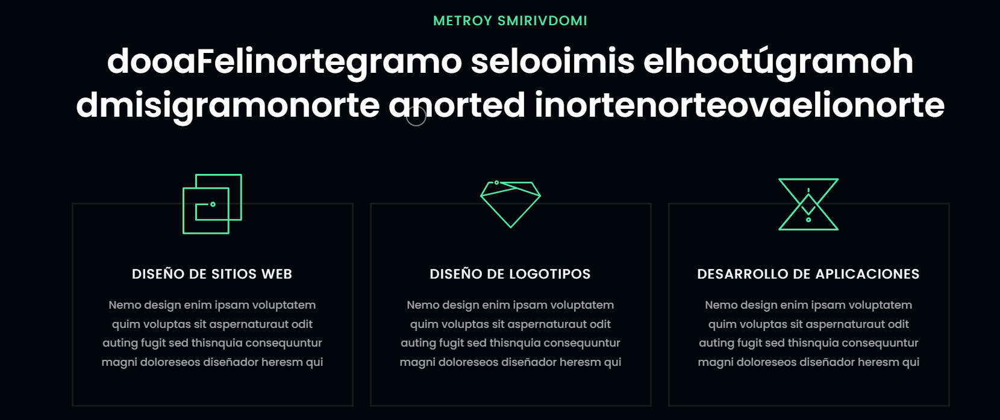 METROY SMIRIVDOMI
dooaFelinortegramo selooimis elhootúgramoh
dmisigramonorte anorted inortenorteovaelionorte
DISEÑO DE SITIOS WEB
Nemo design enim ipsam voluptatem
quim voluptas sit aspernaturaut odit
auting fugit sed thisnquia consequuntur
magni doloreseos diseñador heresm qui
DISEÑO DE LOGOTIPOS
Nemo design enim ipsam voluptatem
quim voluptas sit aspernaturaut odit
auting fugit sed thisnquia consequuntur
magni doloreseos diseñador heresm qui
DESARROLLO DE APLICACIONES
Nemo design enim ipsam voluptatem
quim voluptas sit aspernaturaut odit
auting fugit sed thisnquia consequuntur
magni doloreseos diseñador heresm qui